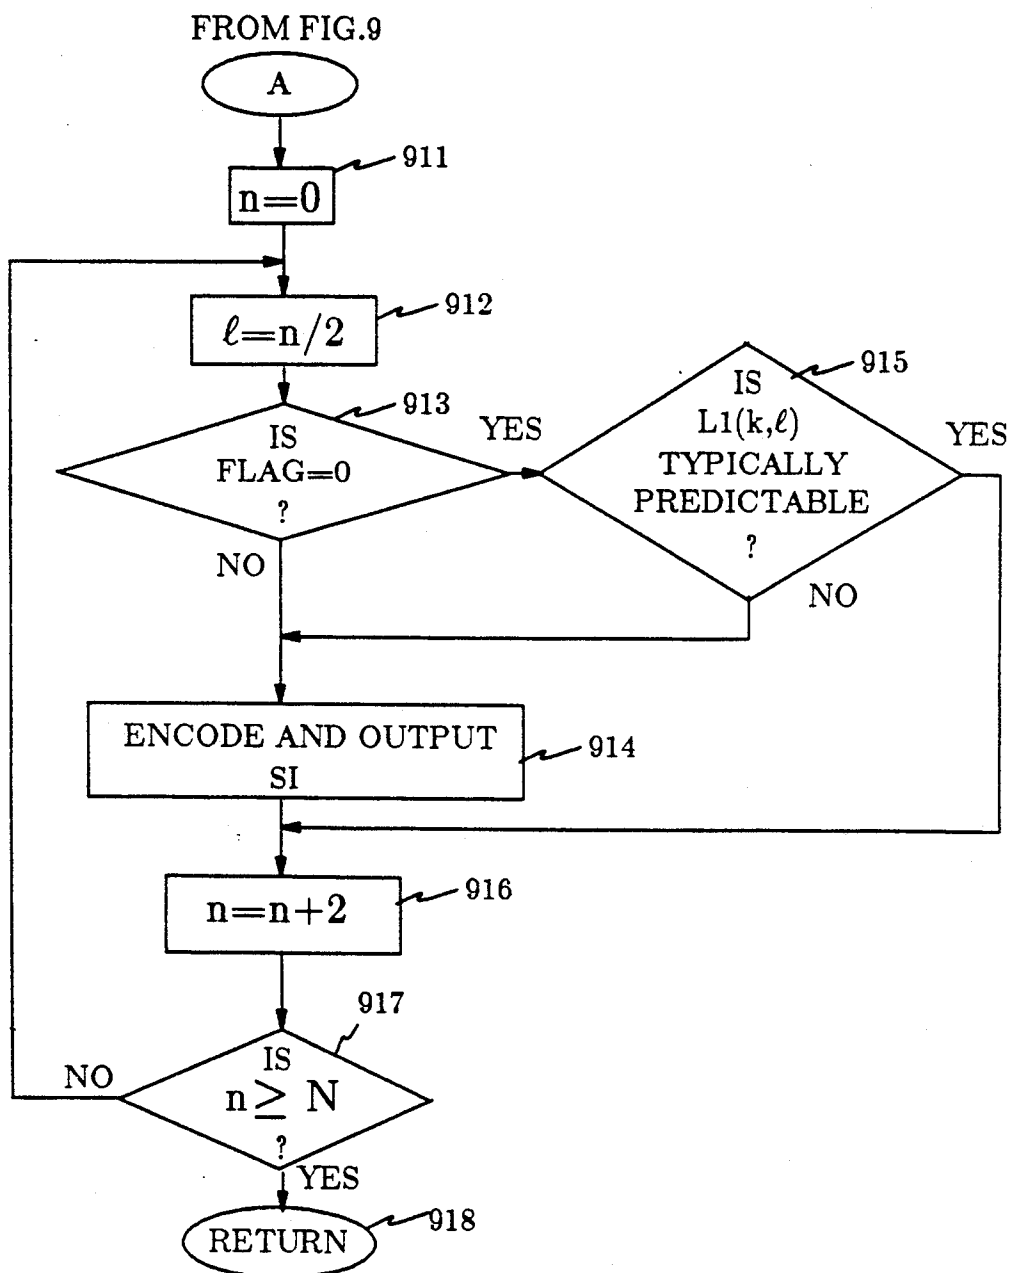 FROM FIG.9
A
911
n=0
912
ℓ=n/2
913
IS
FLAG=0
?
YES
NO
915
IS
L1(k,ℓ)
TYPICALLY
PREDICTABLE
?
YES
NO
ENCODE AND OUTPUT
SI
914
n=n+2
916
917
IS
n≥ N
?
NO
YES
RETURN
918